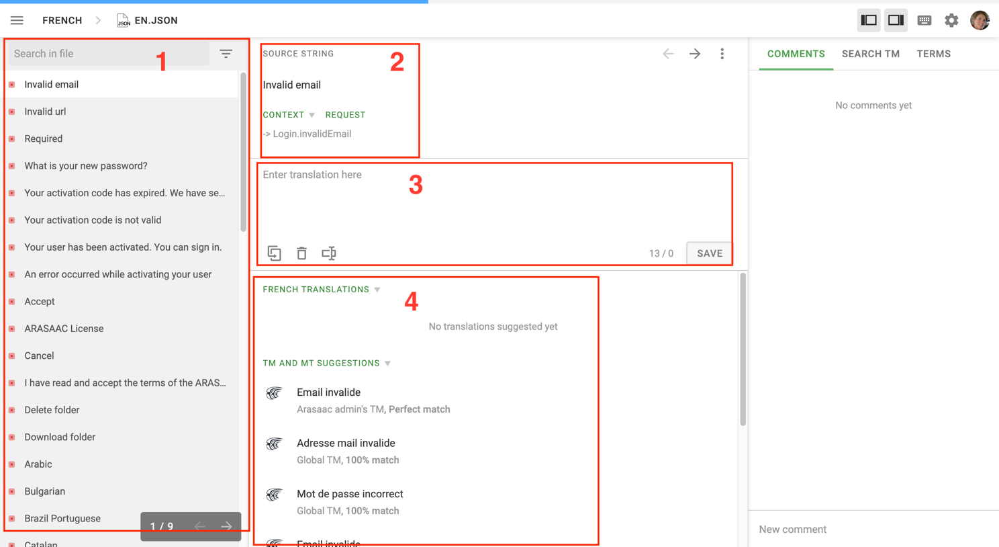 FRENCH
JSON
EN.JSON
Search in file
1
Invalid email
Invalid url
Required
What is your new password?
Your activation code has expired. We have se...
Your activation code is not valid
Your user has been activated. You can sign in.
An error occurred while activating your user
Accept
ARASAAC License
Cancel
I have read and accept the terms of the ARAS...
Delete folder
Download folder
Arabic
Bulgarian
Brazil Portuguese
Catalan
1 / 9
SOURCE STRING
2
Invalid email
CONTEXT REQUEST
-> Login.invalidEmail
Enter translation here
3
13 / 0
SAVE
FRENCH TRANSLATIONS
4
No translations suggested yet
TM AND MT SUGGESTIONS
Email invalide
Arasaac admin's TM, Perfect match
Adresse mail invalide
Global TM, 100% match
Mot de passe incorrect
Global TM, 100% match
Email invalide
COMMENTS SEARCH TM TERMS
No comments yet
New comment